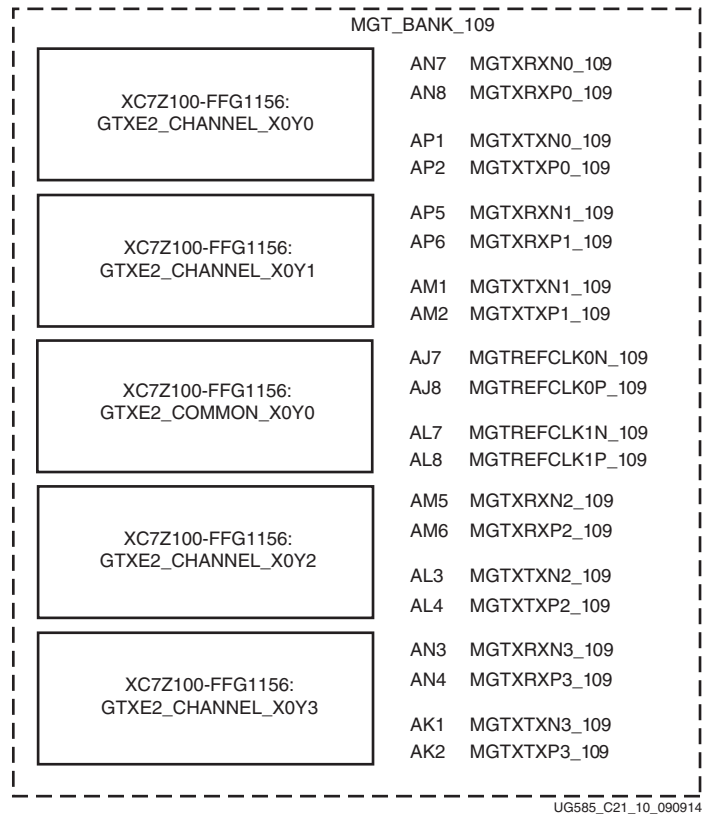 MGT_BANK_109
XC7Z100-FFG1156:
GTXE2_CHANNEL_X0Y0
AN7 MGTXRXN0_109
AN8 MGTXRXP0_109
AP1 MGTXTXN0_109
AP2 MGTXTXP0_109
XC7Z100-FFG1156:
GTXE2_CHANNEL_X0Y1
AP5 MGTXRXN1_109
AP6 MGTXRXP1_109
AM1 MGTXTXN1_109
AM2 MGTXTXP1_109
XC7Z100-FFG1156:
GTXE2_COMMON_X0Y0
AJ7 MGTREFCLK0N_109
AJ8 MGTREFCLK0P_109
AL7 MGTREFCLK1N_109
AL8 MGTREFCLK1P_109
XC7Z100-FFG1156:
GTXE2_CHANNEL_X0Y2
AM5 MGTXRXN2_109
AM6 MGTXRXP2_109
AL3 MGTXTXN2_109
AL4 MGTXTXP2_109
XC7Z100-FFG1156:
GTXE2_CHANNEL_X0Y3
AN3 MGTXRXN3_109
AN4 MGTXRXP3_109
AK1 MGTXTXN3_109
AK2 MGTXTXP3_109
UG585_C21_10_090914